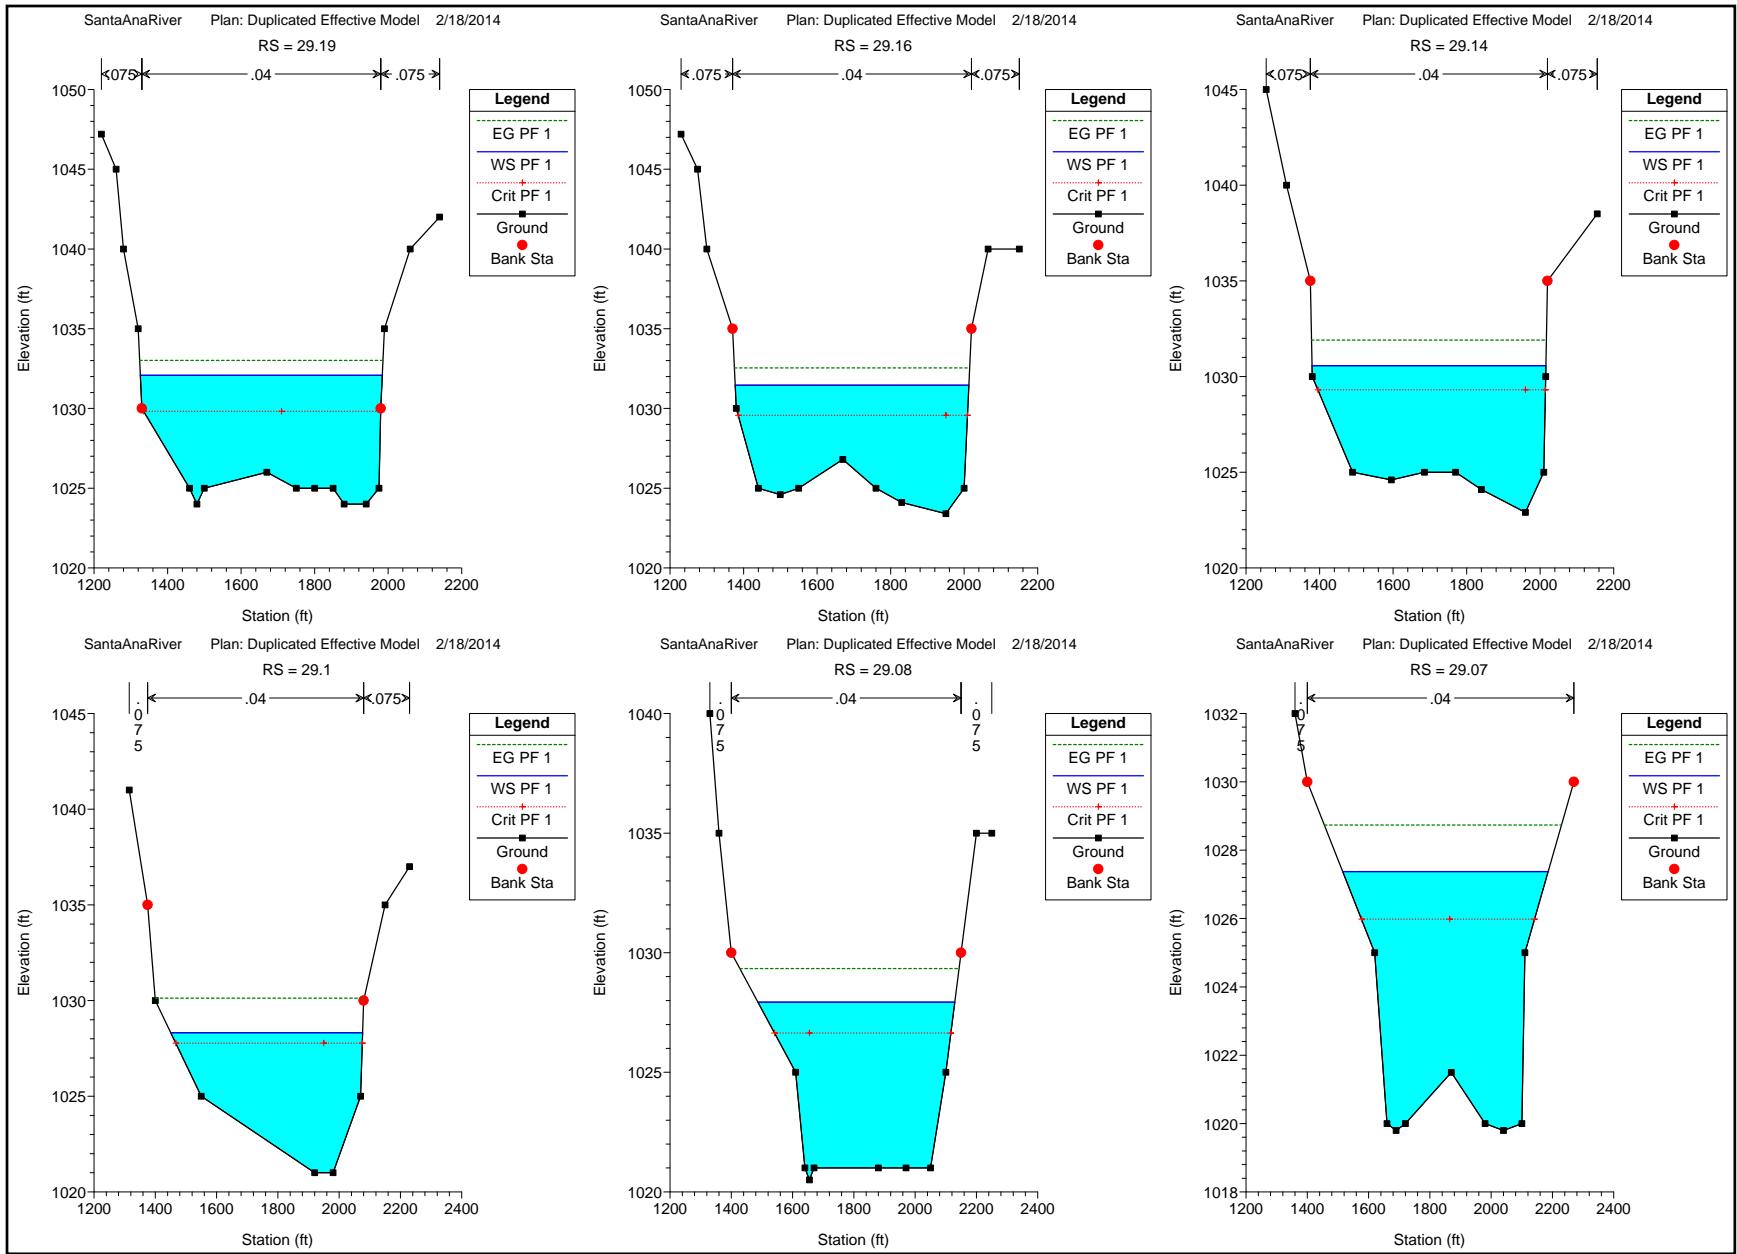 SantaAnaRiver Plan: Duplicated Effective Model 2/18/2014
RS = 29.19
.075 .04 .075
1050
1045
1040
1035
1030
1025
1020
Elevation (ft)
1200 1400 1600 1800 2000 2200
Station (ft)
Legend
EG PF 1
WS PF 1
Crit PF 1
Ground
Bank Sta
SantaAnaRiver Plan: Duplicated Effective Model 2/18/2014
RS = 29.16
.075 .04 .075
1050
1045
1040
1035
1030
1025
1020
Elevation (ft)
1200 1400 1600 1800 2000 2200
Station (ft)
Legend
EG PF 1
WS PF 1
Crit PF 1
Ground
Bank Sta
SantaAnaRiver Plan: Duplicated Effective Model 2/18/2014
RS = 29.14
.075 .04 .075
1045
1040
1035
1030
1025
1020
Elevation (ft)
1200 1400 1600 1800 2000 2200
Station (ft)
Legend
EG PF 1
WS PF 1
Crit PF 1
Ground
Bank Sta
SantaAnaRiver Plan: Duplicated Effective Model 2/18/2014
RS = 29.1
.075 .04 .075
1045
1040
1035
1030
1025
1020
Elevation (ft)
1200 1400 1600 1800 2000 2200 2400
Station (ft)
Legend
EG PF 1
WS PF 1
Crit PF 1
Ground
Bank Sta
SantaAnaRiver Plan: Duplicated Effective Model 2/18/2014
RS = 29.08
.075 .04 .075
1040
1035
1030
1025
1020
Elevation (ft)
1200 1400 1600 1800 2000 2200 2400
Station (ft)
Legend
EG PF 1
WS PF 1
Crit PF 1
Ground
Bank Sta
SantaAnaRiver Plan: Duplicated Effective Model 2/18/2014
RS = 29.07
.075 .04
1032
1030
1028
1026
1024
1022
1020
1018
Elevation (ft)
1200 1400 1600 1800 2000 2200 2400
Station (ft)
Legend
EG PF 1
WS PF 1
Crit PF 1
Ground
Bank Sta